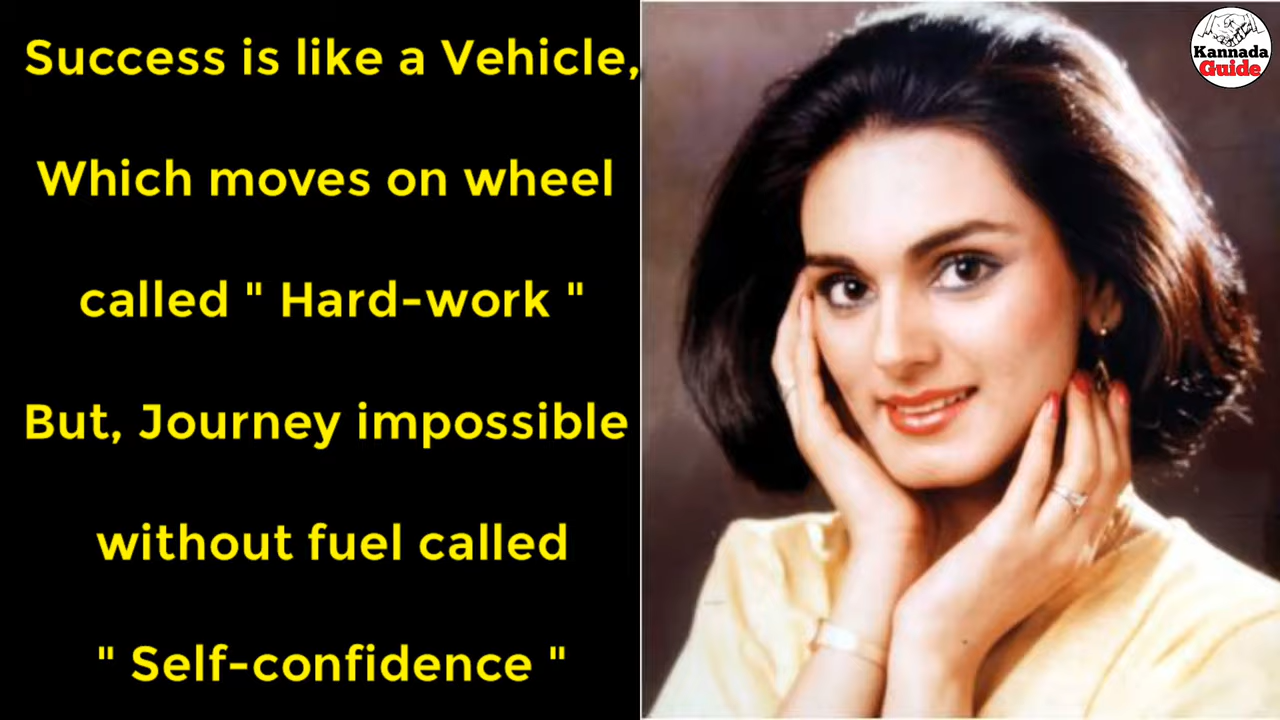 Success is like a Vehicle,
Which moves on wheel
called " Hard-work "
But, Journey impossible
without fuel called
" Self-confidence "
Kannada
Guide